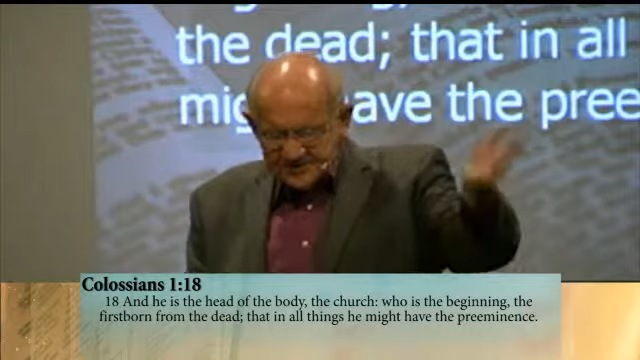 the dead; that in all
mig ave the pree
Colossians 1:18
18 And he is the head of the body, the church: who is the beginning, the
firstborn from the dead; that in all things he might have the preeminence.